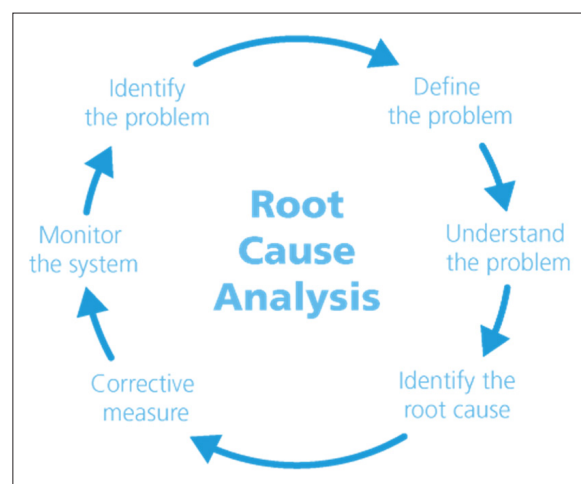 Identify
the problem
Define
the problem
Understand
the problem
Identify the
root cause
Corrective
measure
Monitor
the system
Root
Cause
Analysis